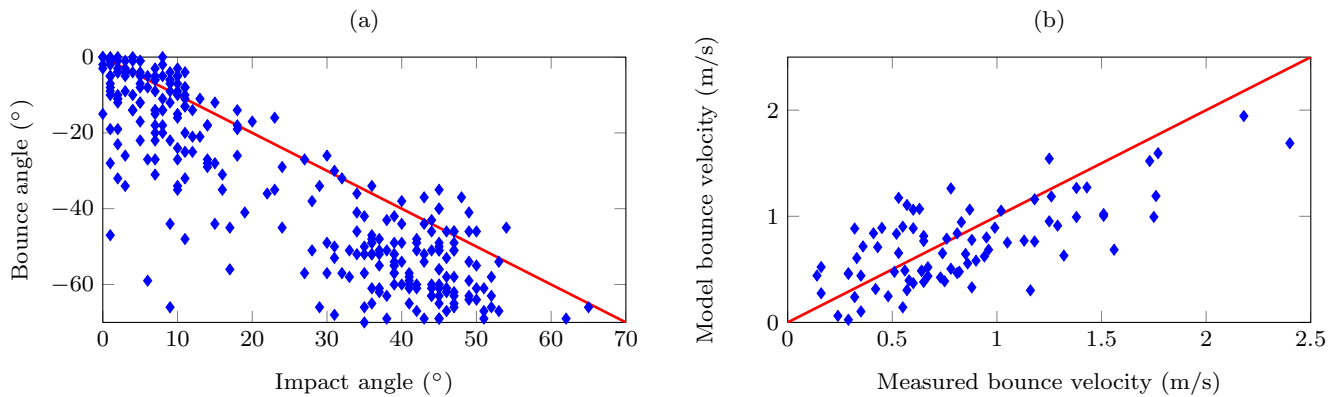 (a)
Bounce angle (°)
0
−20
−40
−60
0 10 20 30 40 50 60 70
Impact angle (°)
(b)
Model bounce velocity (m/s)
2
1
0
0 0.5 1 1.5 2 2.5
Measured bounce velocity (m/s)